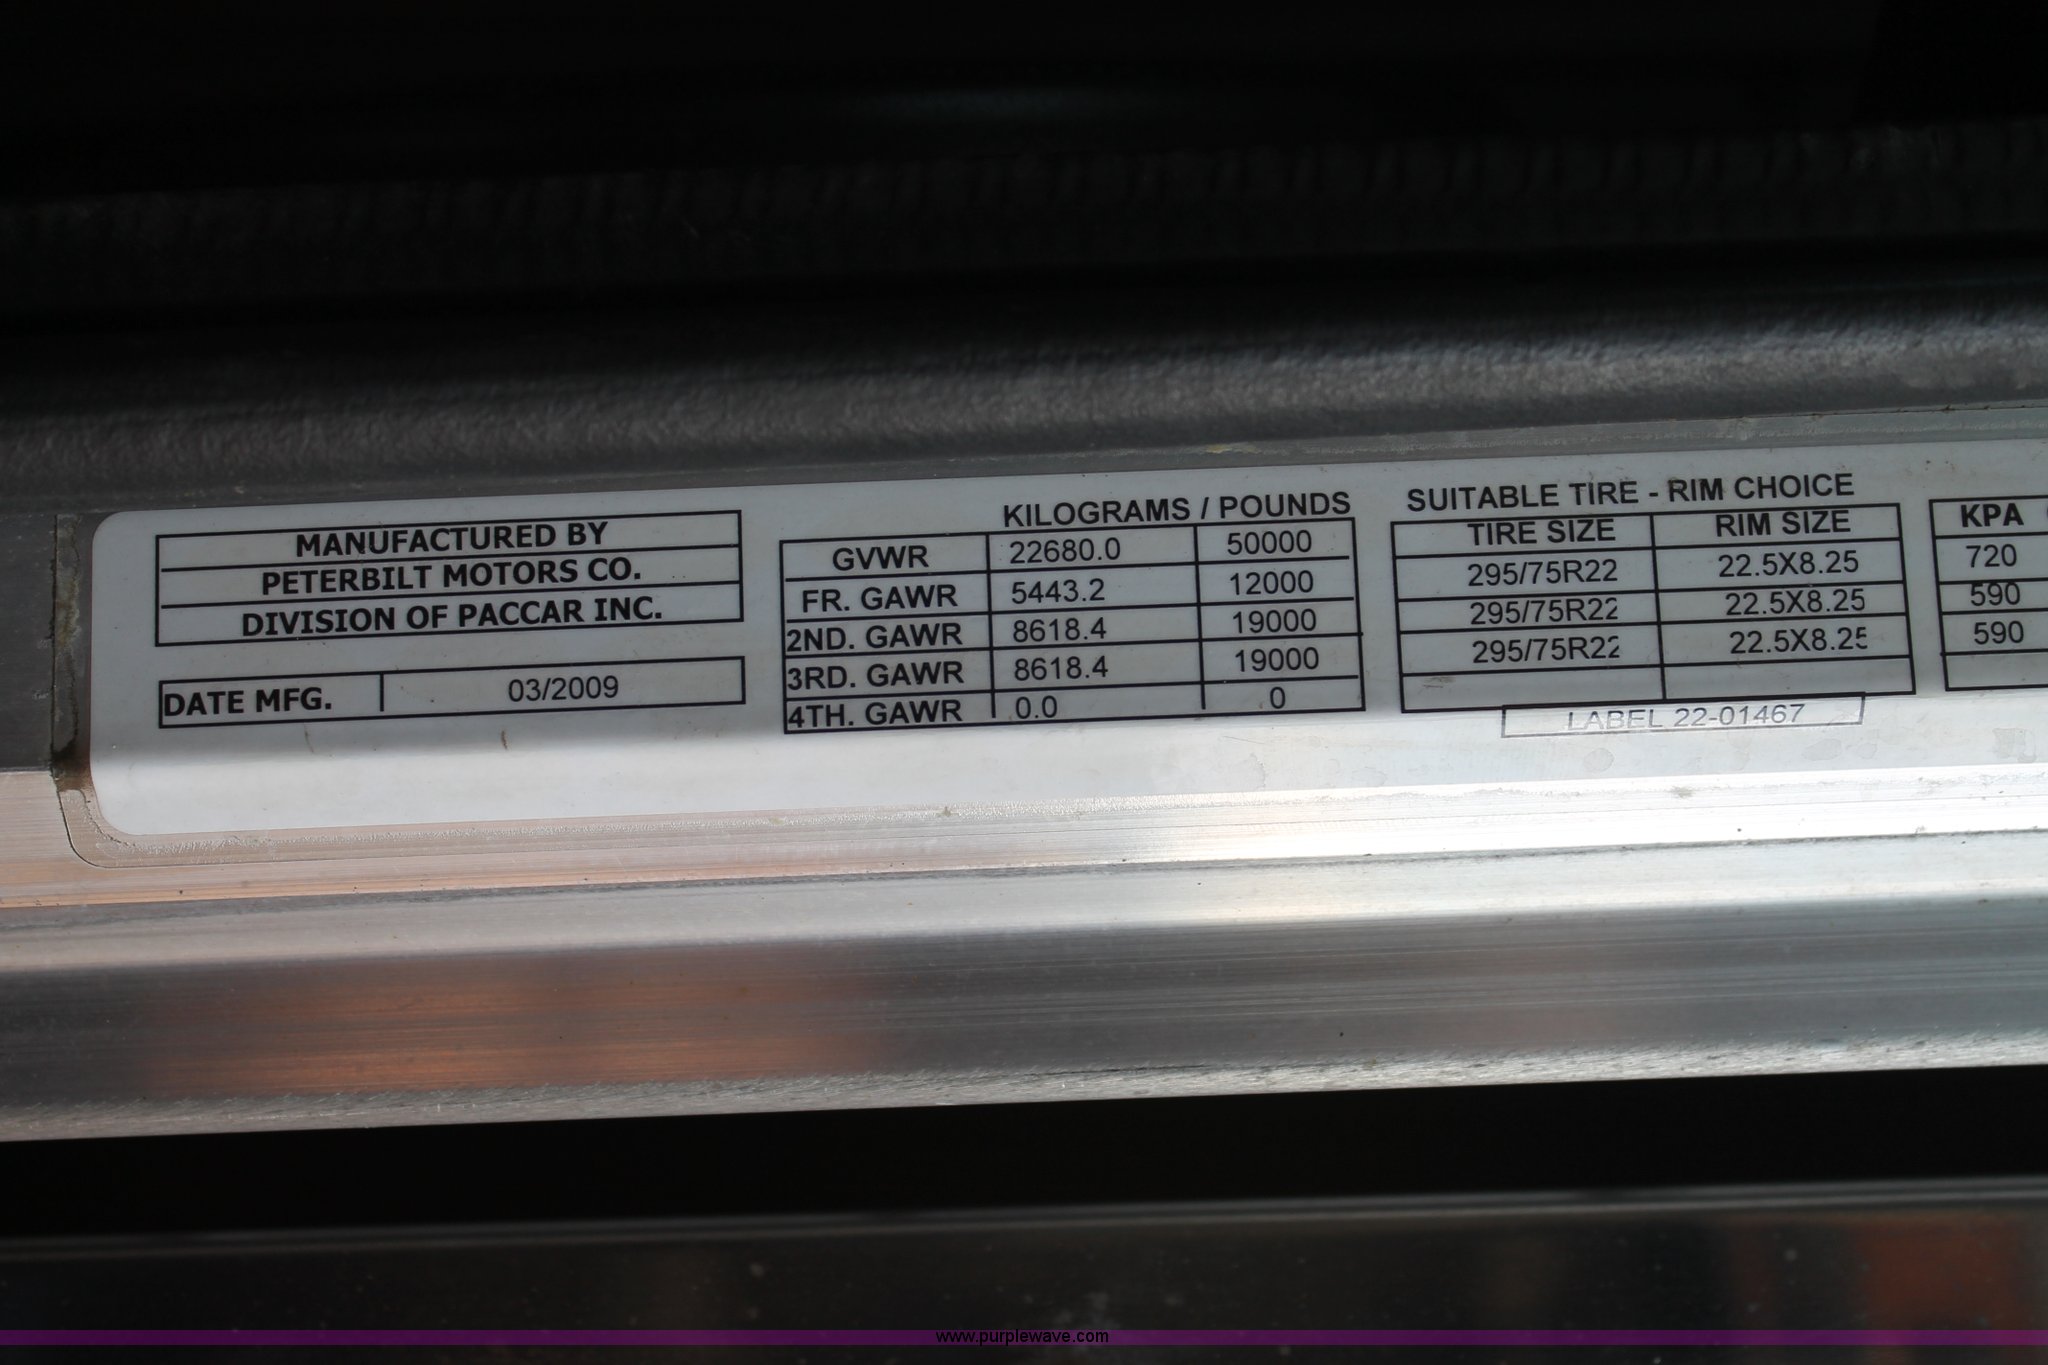 MANUFACTURED BY
PETERBILT MOTORS CO.
DIVISION OF PACCAR INC.
DATE MFG. 03/2009
KILOGRAMS / POUNDS
GVWR 22680.0 50000
FR. GAWR 5443.2 12000
2ND. GAWR 8618.4 19000
3RD. GAWR 8618.4 19000
4TH. GAWR 0.0 0
SUITABLE TIRE - RIM CHOICE
TIRE SIZE RIM SIZE
295/75R22 22.5X8.25
295/75R22 22.5X8.25
295/75R22 22.5X8.25
LABEL 22-01467
KPA
720
590
590
www.purplewave.com